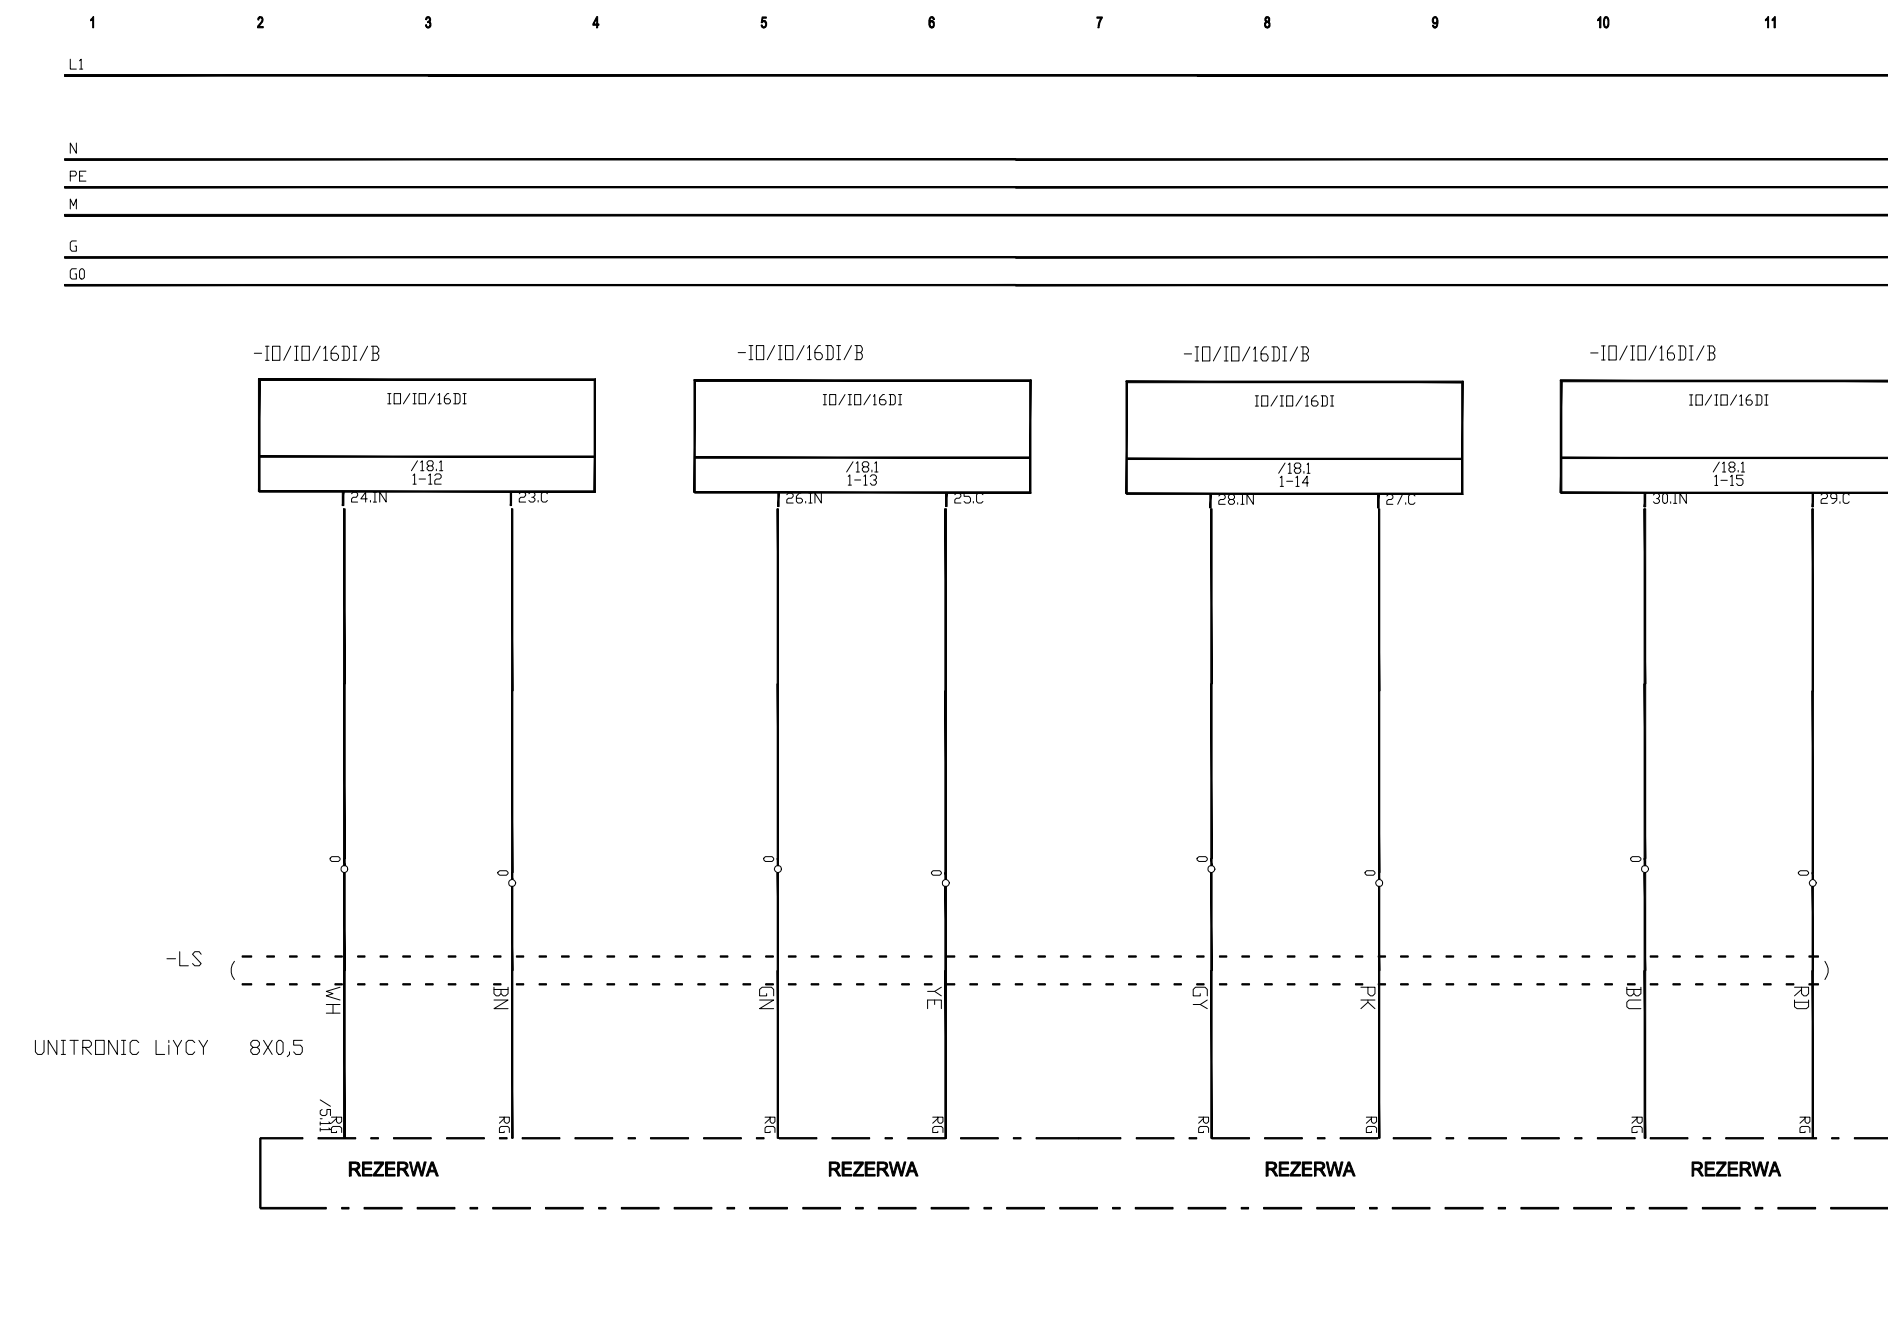 1 2 3 4 5 6 7 8 9 10 11
L1
N
PE
M
G
G0
-IO/IO/16DI/B -IO/IO/16DI/B -IO/IO/16DI/B -IO/IO/16DI/B
IO/IO/16DI IO/IO/16DI IO/IO/16DI IO/IO/16DI
/18.1 /18.1 /18.1 /18.1
1-12 1-13 1-14 1-15
24.IN 23.C 26.IN 25.C 28.IN 27.C 30.IN 29.C
0 0 0 0 0 0 0 0
-LS
WH BN GN YE GY PK BU RD
UNITRONIC LiYCY 8X0,5
/5.11
RG RG RG RG RG RG RG RG
REZERWA REZERWA REZERWA REZERWA